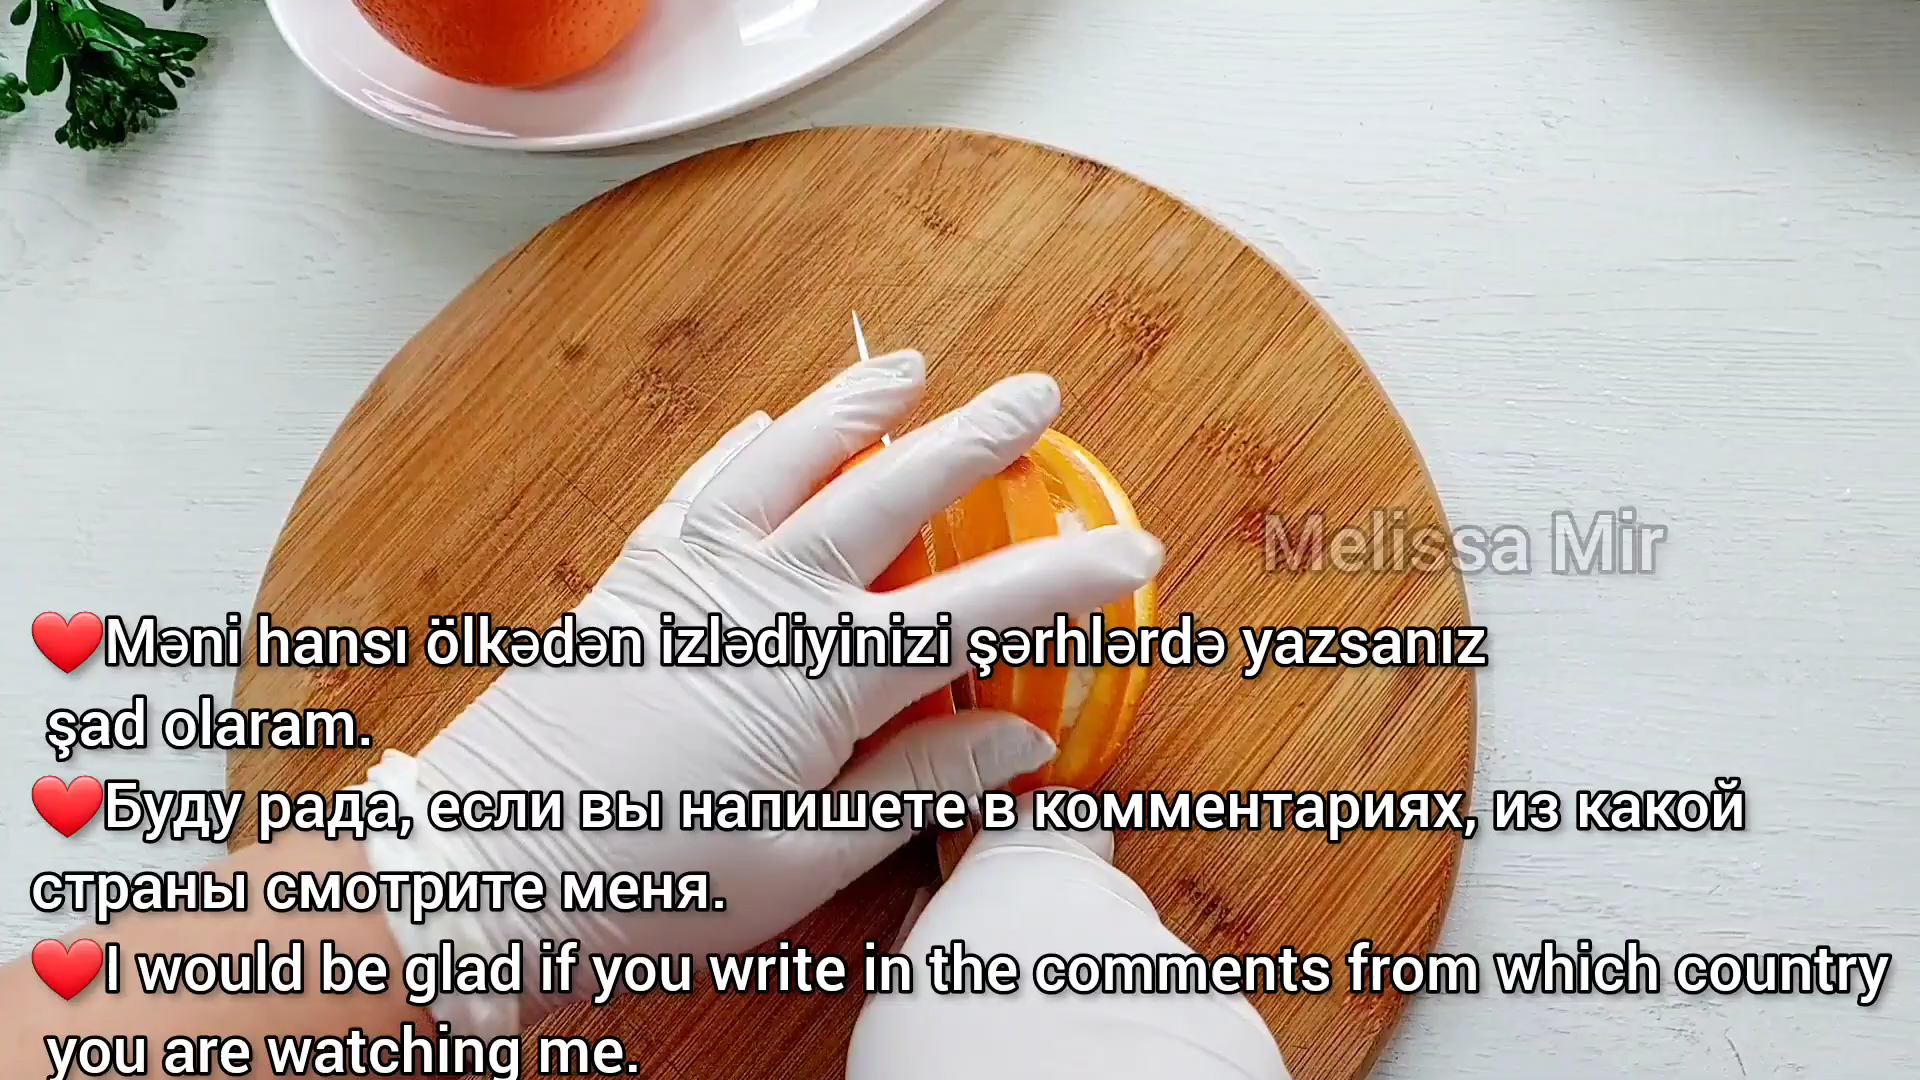 Melissa Mir
❤️Məni hansı ölkədən izlədiyinizi şərhlərdə yazsanız
şad olaram.
❤️Буду рада, если вы напишете в комментариях, из какой
страны смотрите меня.
❤️I would be glad if you write in the comments from which country
you are watching me.